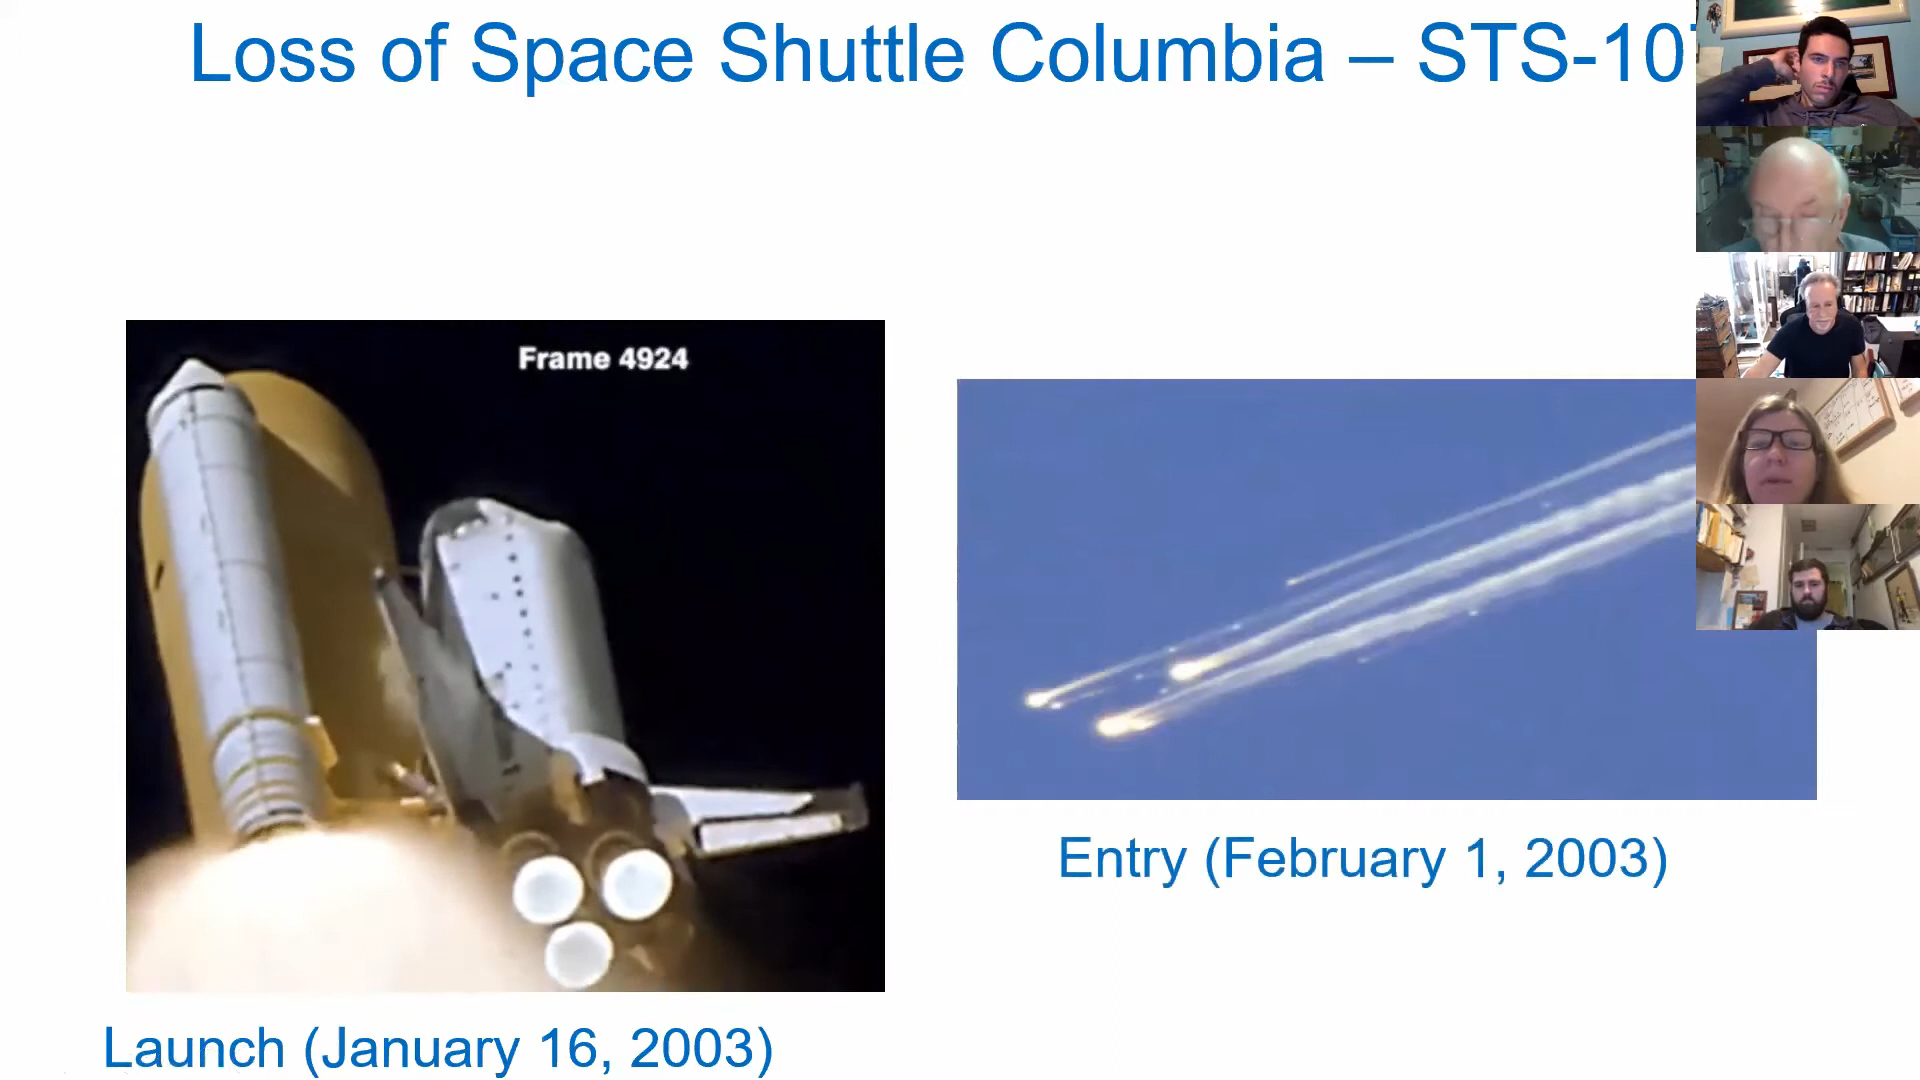 Loss of Space Shuttle Columbia – STS-107
Frame 4924
Entry (February 1, 2003)
Launch (January 16, 2003)